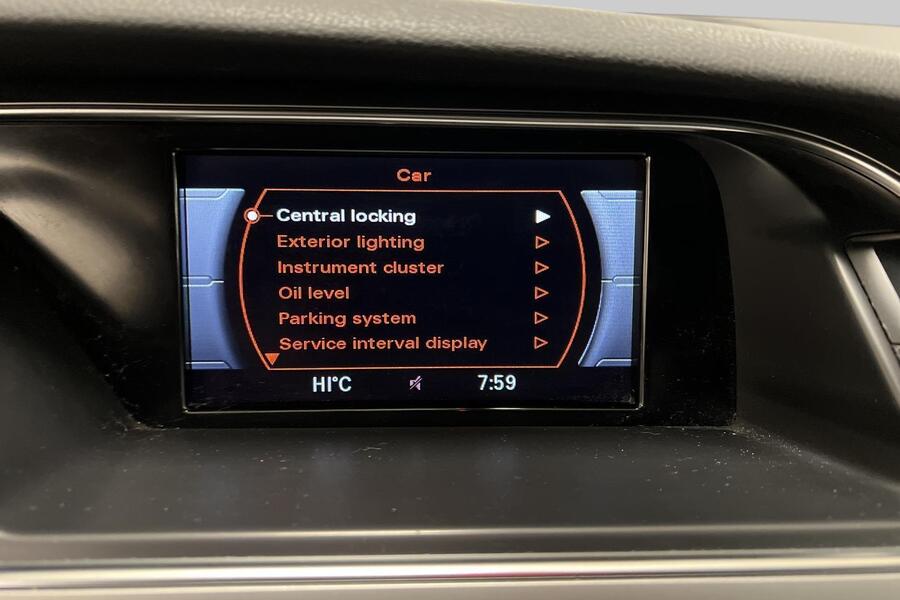 Car
Central locking
Exterior lighting
Instrument cluster
Oil level
Parking system
Service interval display
HI°C 7:59